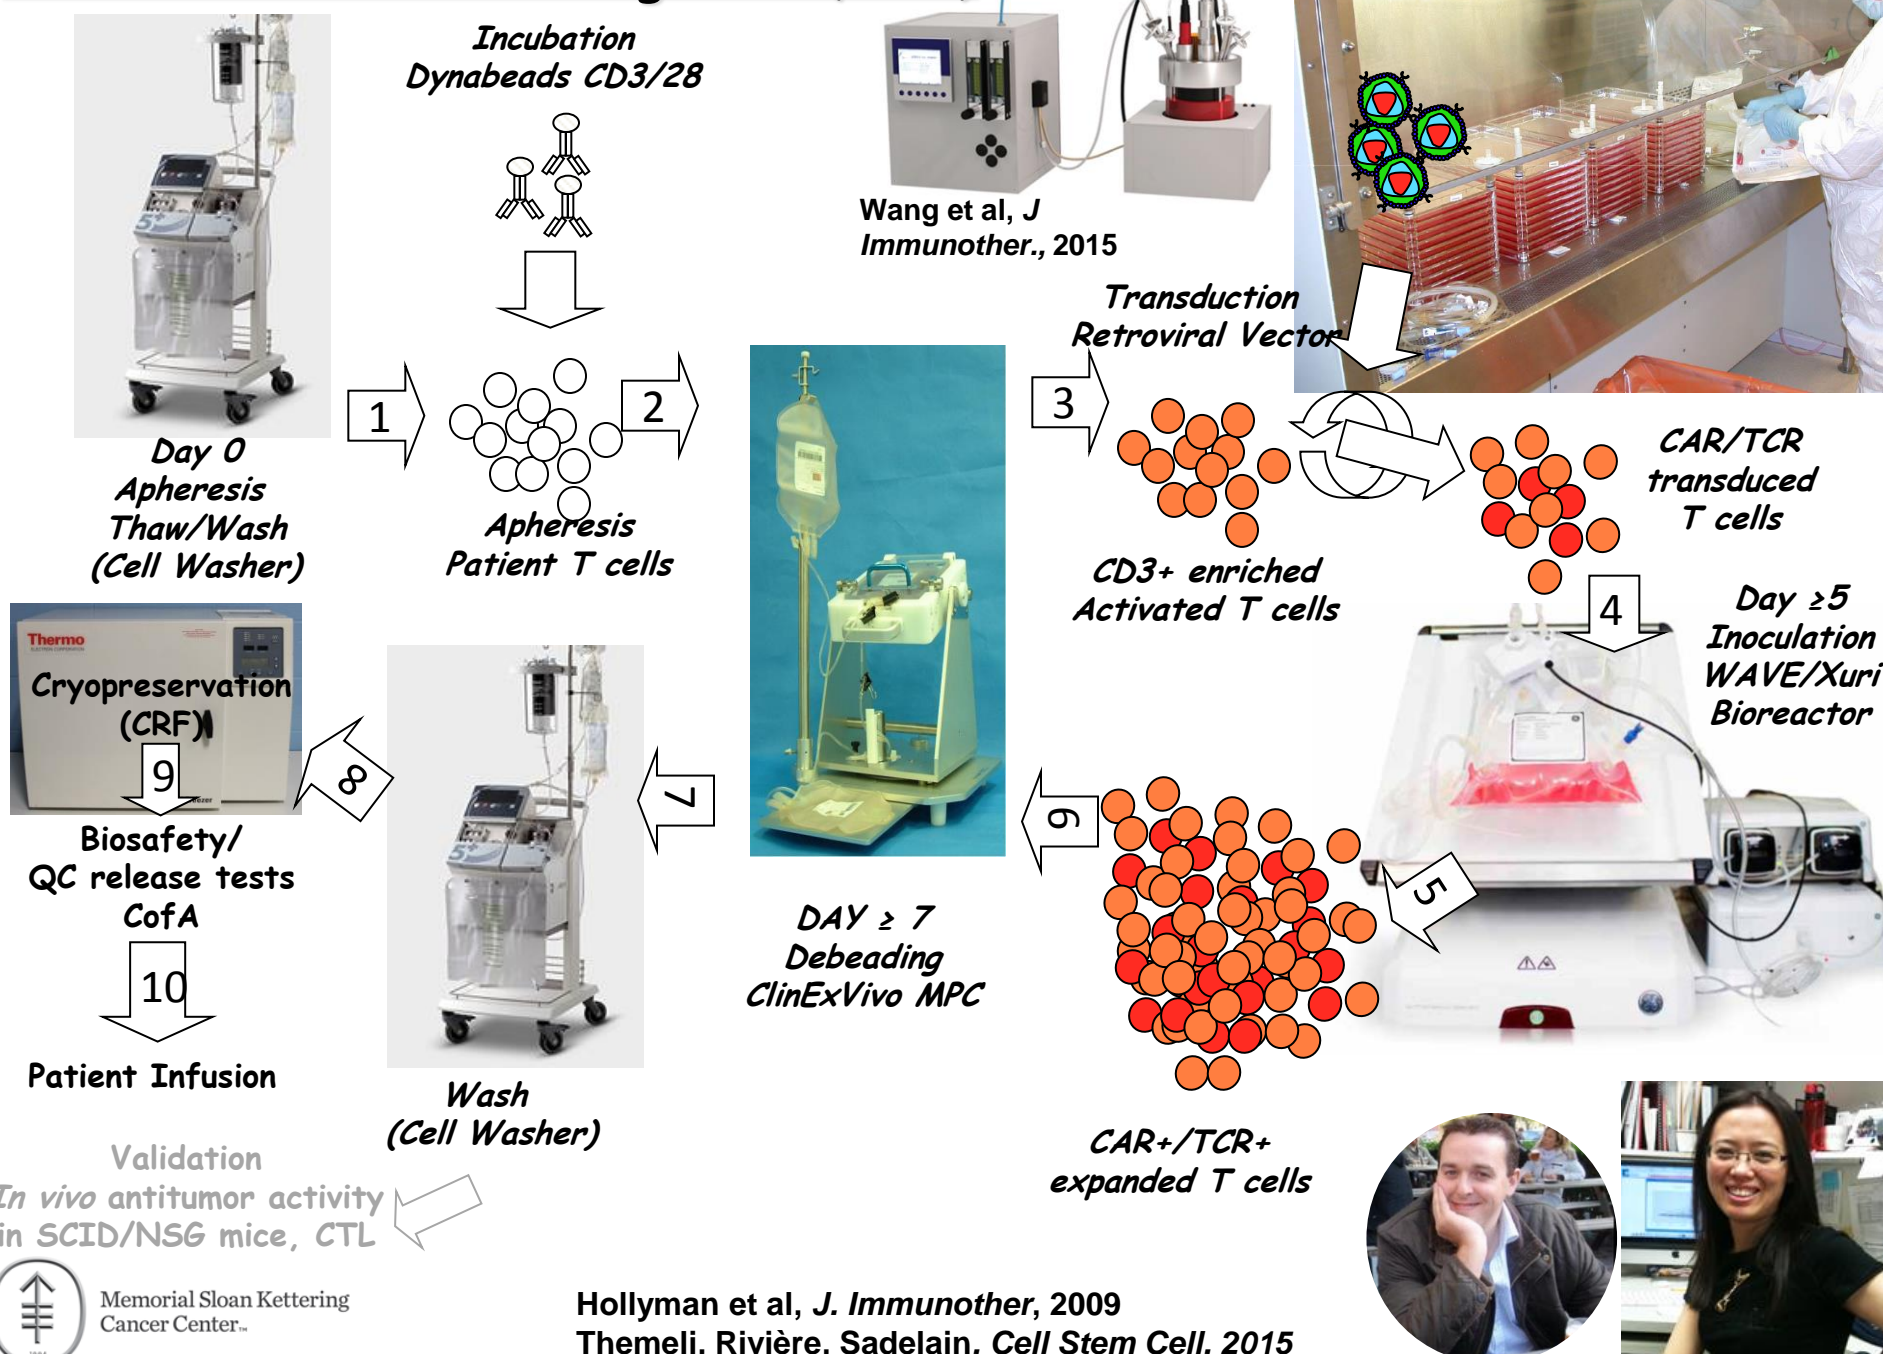 Incubation
Dynabeads CD3/28
Wang et al, J
Immunother., 2015
Transduction
Retroviral Vector
1
2
3
Day 0
Apheresis
Thaw/Wash
(Cell Washer)
Apheresis
Patient T cells
CD3+ enriched
Activated T cells
CAR/TCR
transduced
T cells
4
Day ≥5
Inoculation
WAVE/Xuri
Bioreactor
Thermo
ELECTRON CORPORATION
Cryopreservation
(CRF)
9
8
7
6
5
Biosafety/
QC release tests
CofA
10
Patient Infusion
DAY ≥ 7
Debeading
ClinExVivo MPC
Wash
(Cell Washer)
CAR+/TCR+
expanded T cells
Validation
In vivo antitumor activity
in SCID/NSG mice, CTL
Memorial Sloan Kettering
Cancer Center
Hollyman et al, J. Immunother, 2009
Themeli, Rivière, Sadelain, Cell Stem Cell, 2015